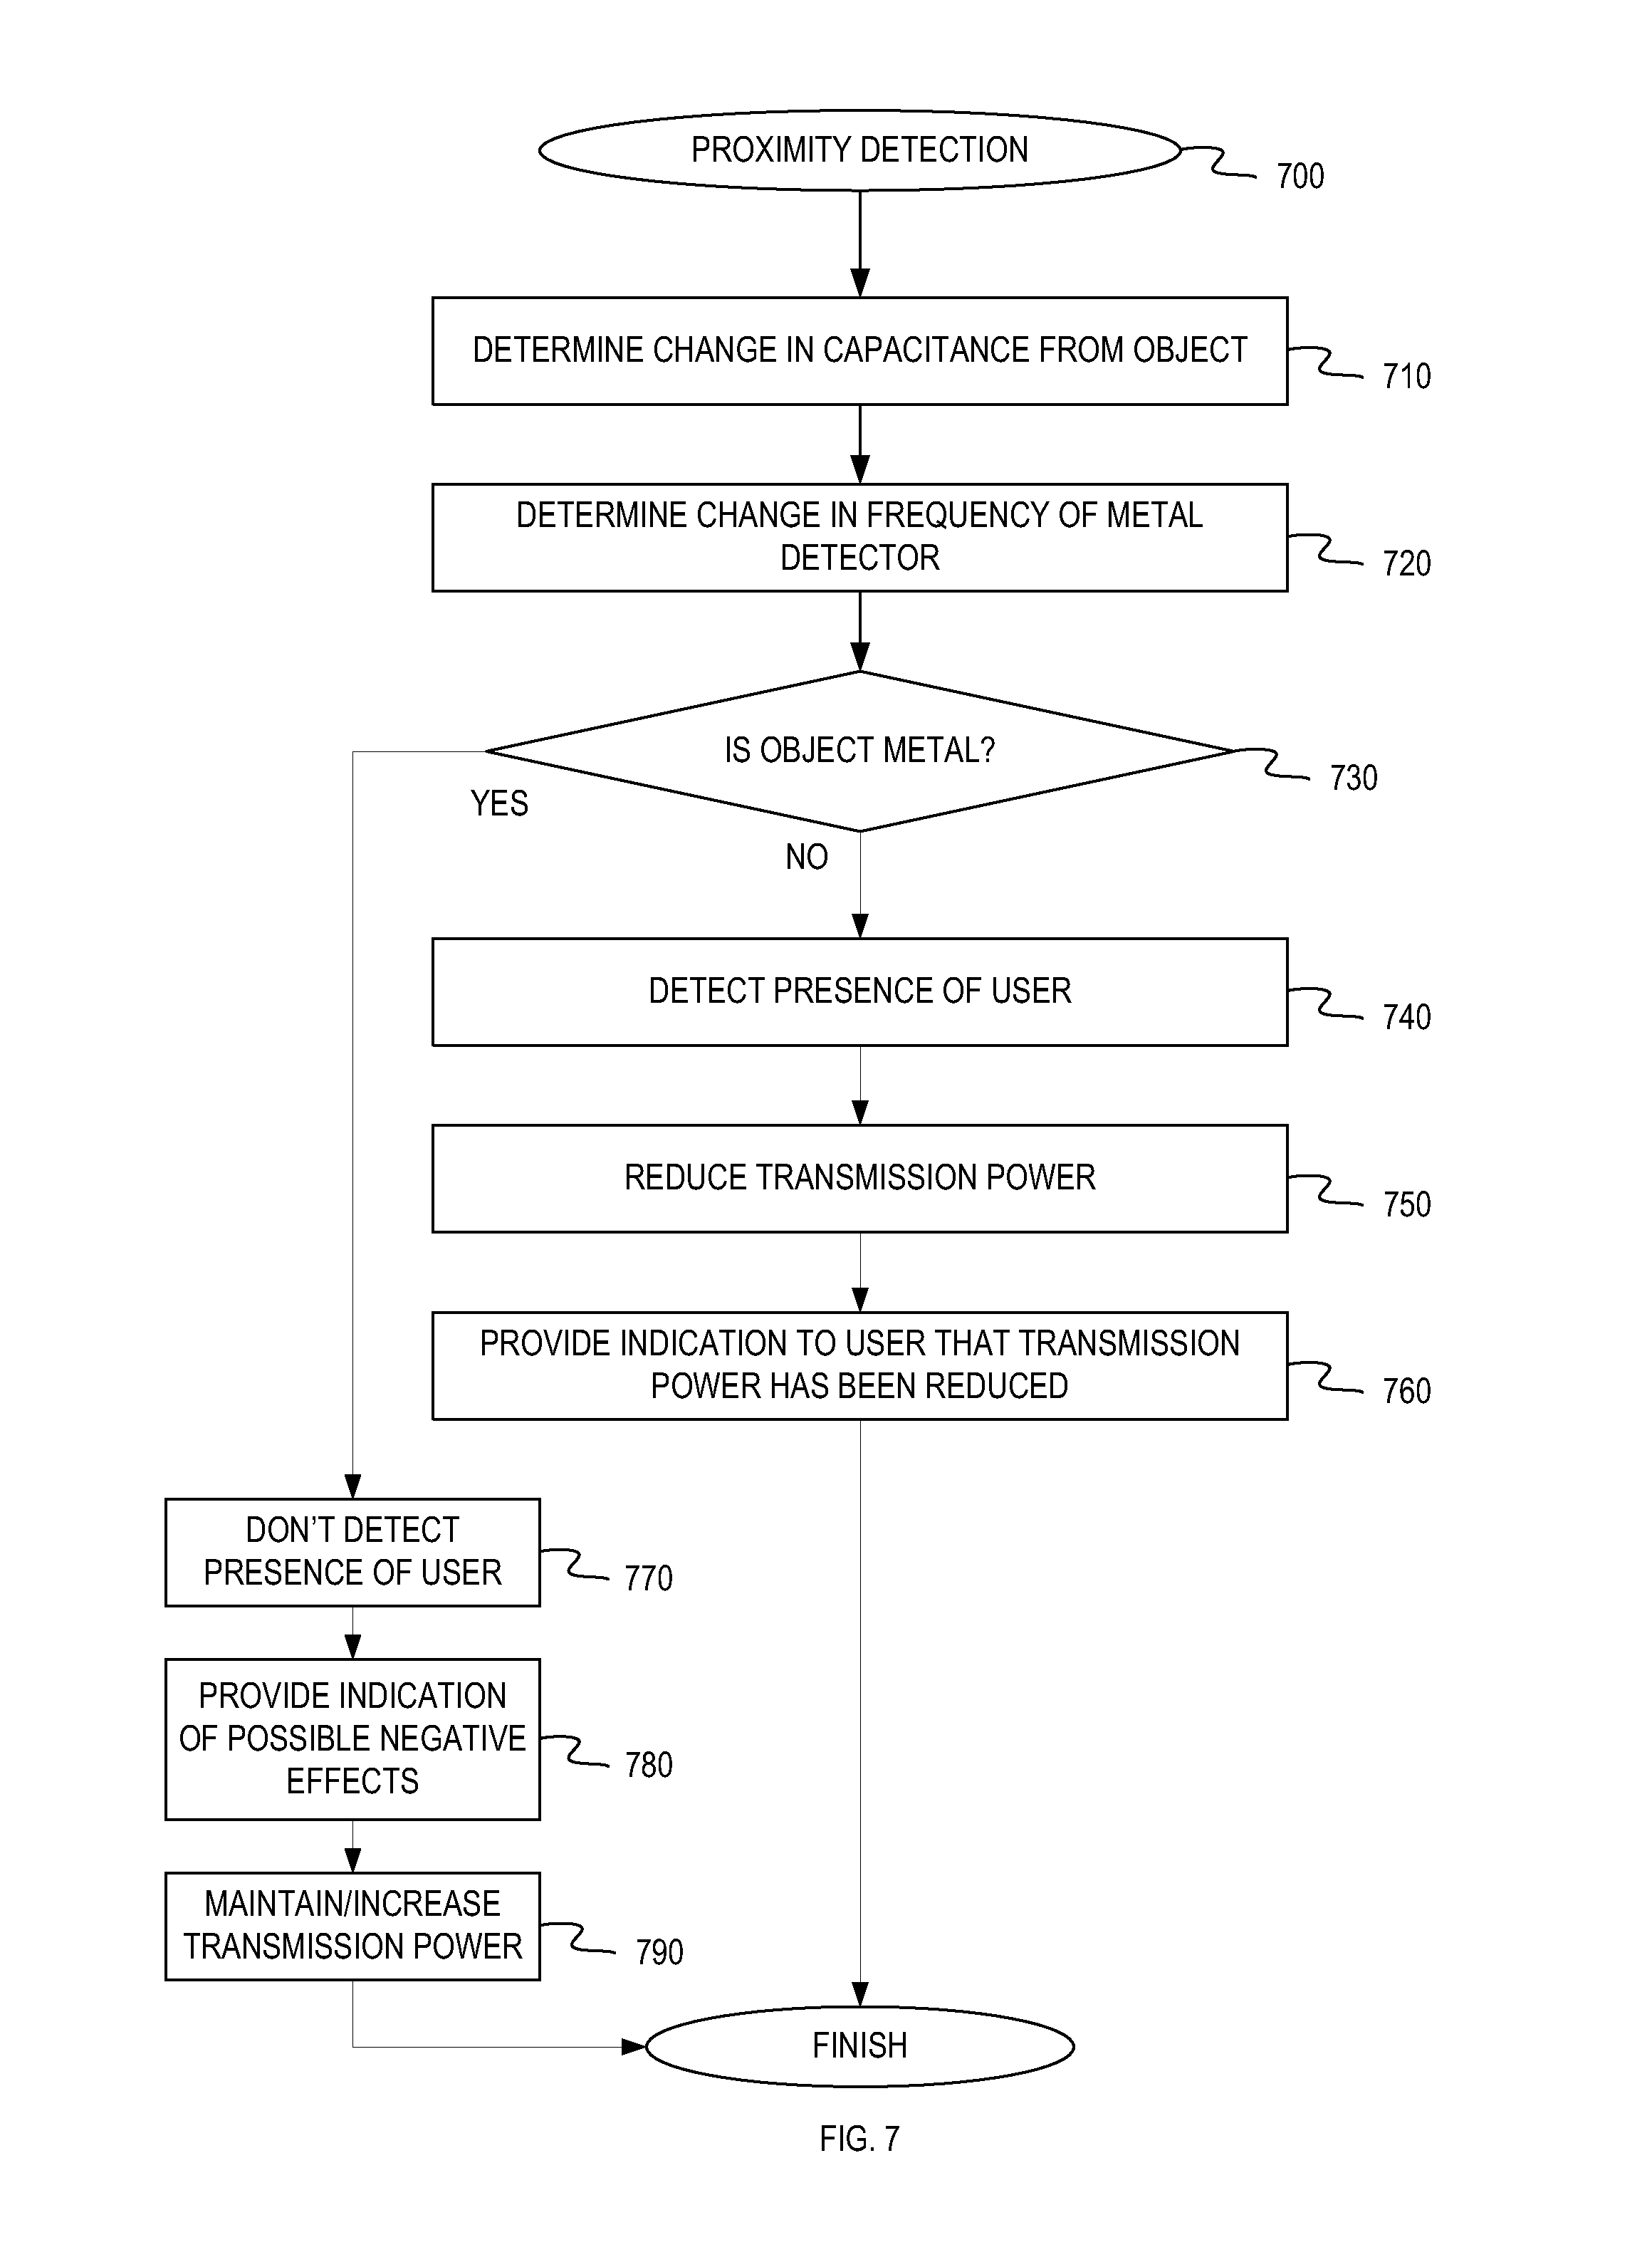 PROXIMITY DETECTION
700
DETERMINE CHANGE IN CAPACITANCE FROM OBJECT
710
DETERMINE CHANGE IN FREQUENCY OF METAL
DETECTOR
720
IS OBJECT METAL?
730
YES
NO
DETECT PRESENCE OF USER
740
REDUCE TRANSMISSION POWER
750
PROVIDE INDICATION TO USER THAT TRANSMISSION
POWER HAS BEEN REDUCED
760
DON'T DETECT
PRESENCE OF USER
770
PROVIDE INDICATION
OF POSSIBLE NEGATIVE
EFFECTS
780
MAINTAIN/INCREASE
TRANSMISSION POWER
790
FINISH
FIG. 7